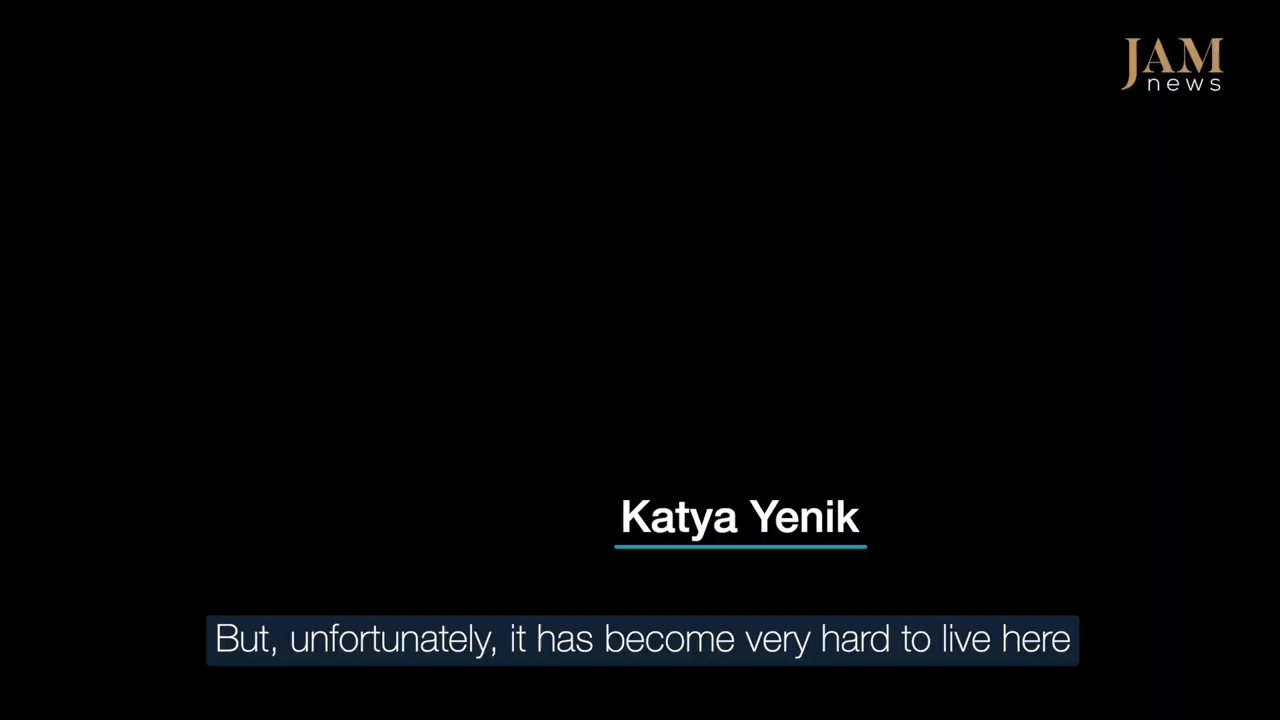 JAM
news
Katya Yenik
But, unfortunately, it has become very hard to live here